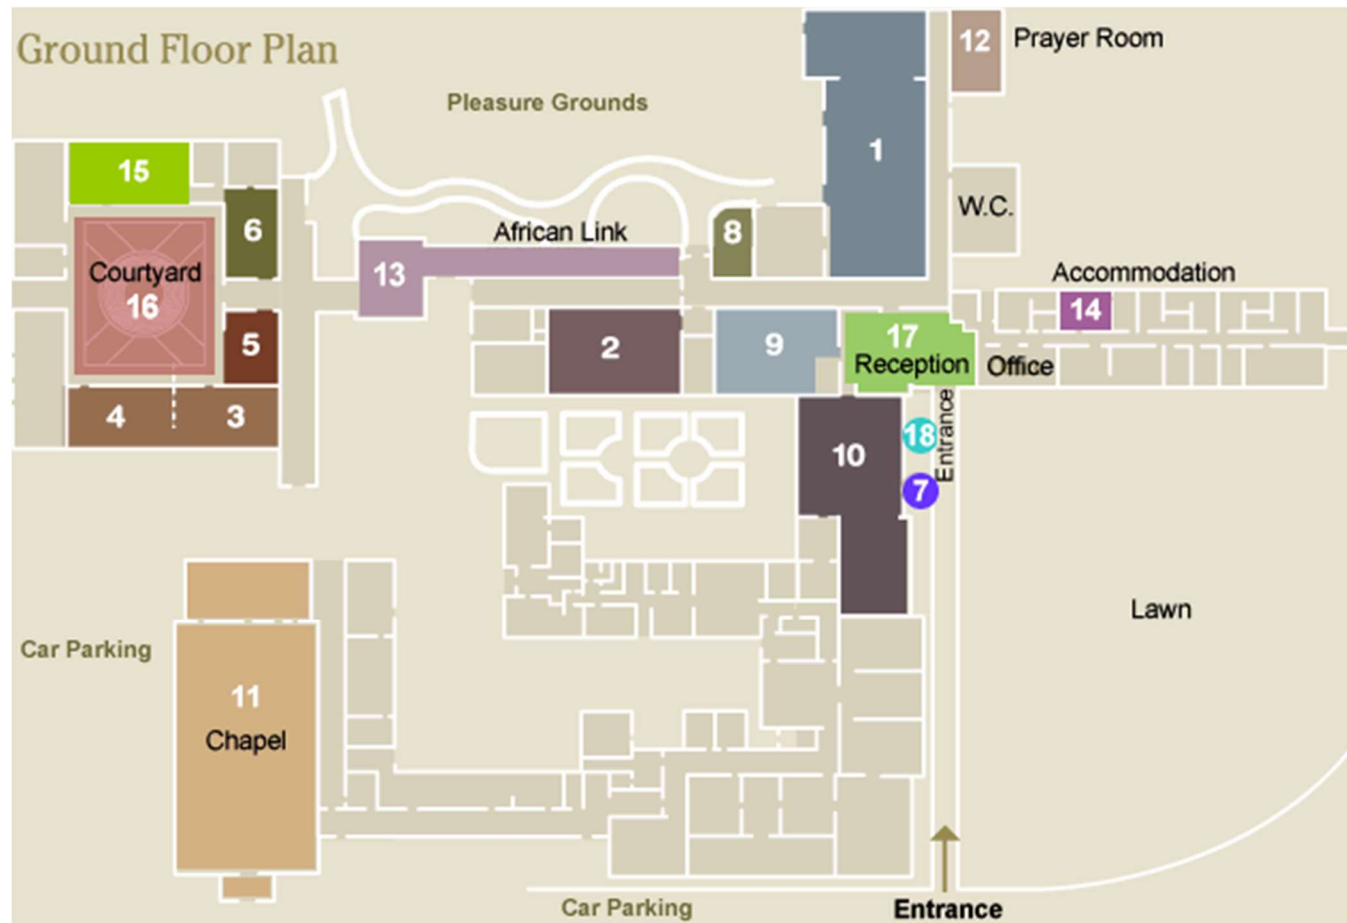 Ground Floor Plan
12 Prayer Room
Pleasure Grounds
1
15
6
W.C.
8
African Link
Courtyard
13
Accommodation
16
14
5
2
9
17
Reception
Office
4
3
18
10
Entrance
7
Lawn
Car Parking
11
Chapel
Car Parking
Entrance